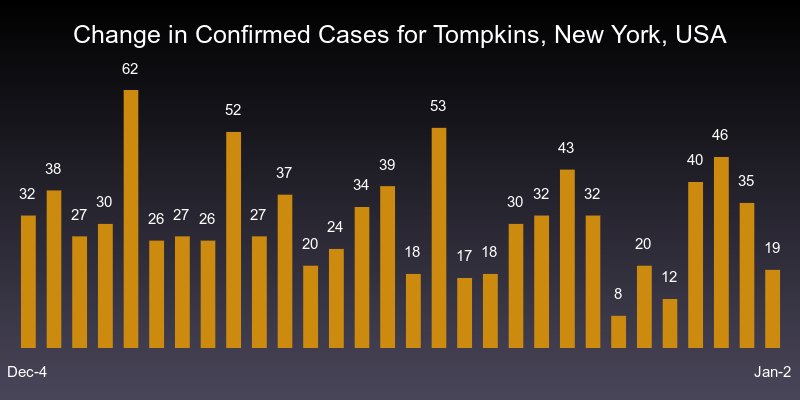 Change in Confirmed Cases for Tompkins, New York, USA
32 38 27 30 62 26 27 26 52 27 37 20 24 34 39 18 53 17 18 30 32 43 32 8 20 12 40 46 35 19
Dec-4 Jan-2